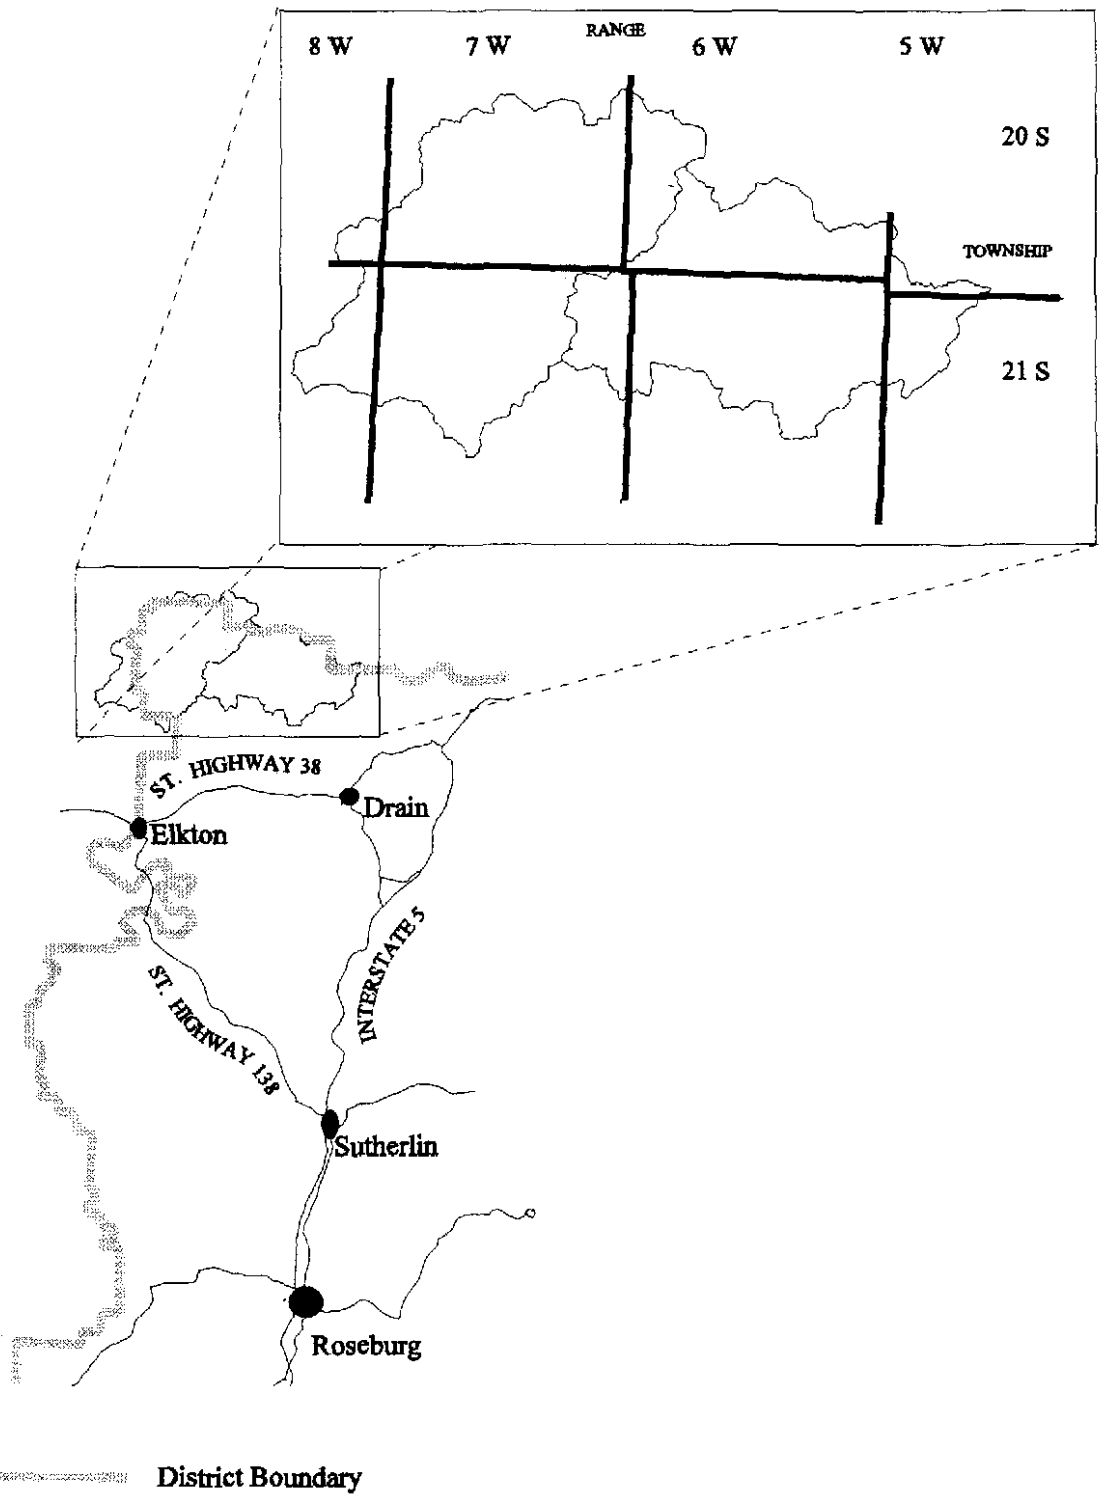 RANGE
8 W 7 W 6 W 5 W
20 S
TOWNSHIP
21 S
ST. HIGHWAY 38
Drain
Elkton
INTERSTATE 5
ST. HIGHWAY 138
Sutherlin
Roseburg
District Boundary